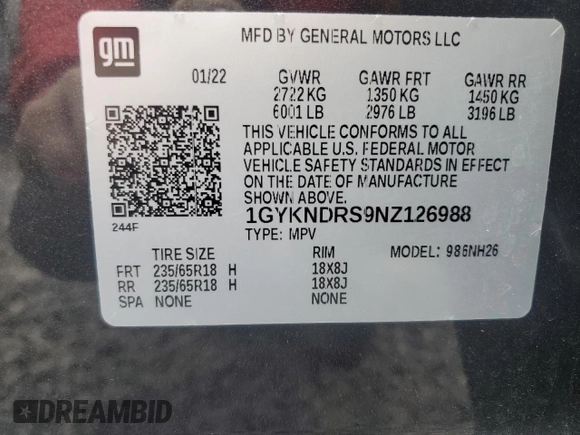 gm
MFD BY GENERAL MOTORS LLC
01/22 GVWR GAWR FRT GAWR RR
2722 KG 1350 KG 1450 KG
6001 LB 2976 LB 3196 LB
THIS VEHICLE CONFORMS TO ALL
APPLICABLE U.S. FEDERAL MOTOR
VEHICLE SAFETY STANDARDS IN EFFECT
ON THE DATE OF MANUFACTURE
SHOWN ABOVE.
1GYKNDRS9NZ126988
244F TYPE: MPV
TIRE SIZE RIM MODEL: 986NH26
FRT 235/65R18 H 18X8J
RR 235/65R18 H 18X8J
SPA NONE NONE
DREAMBID